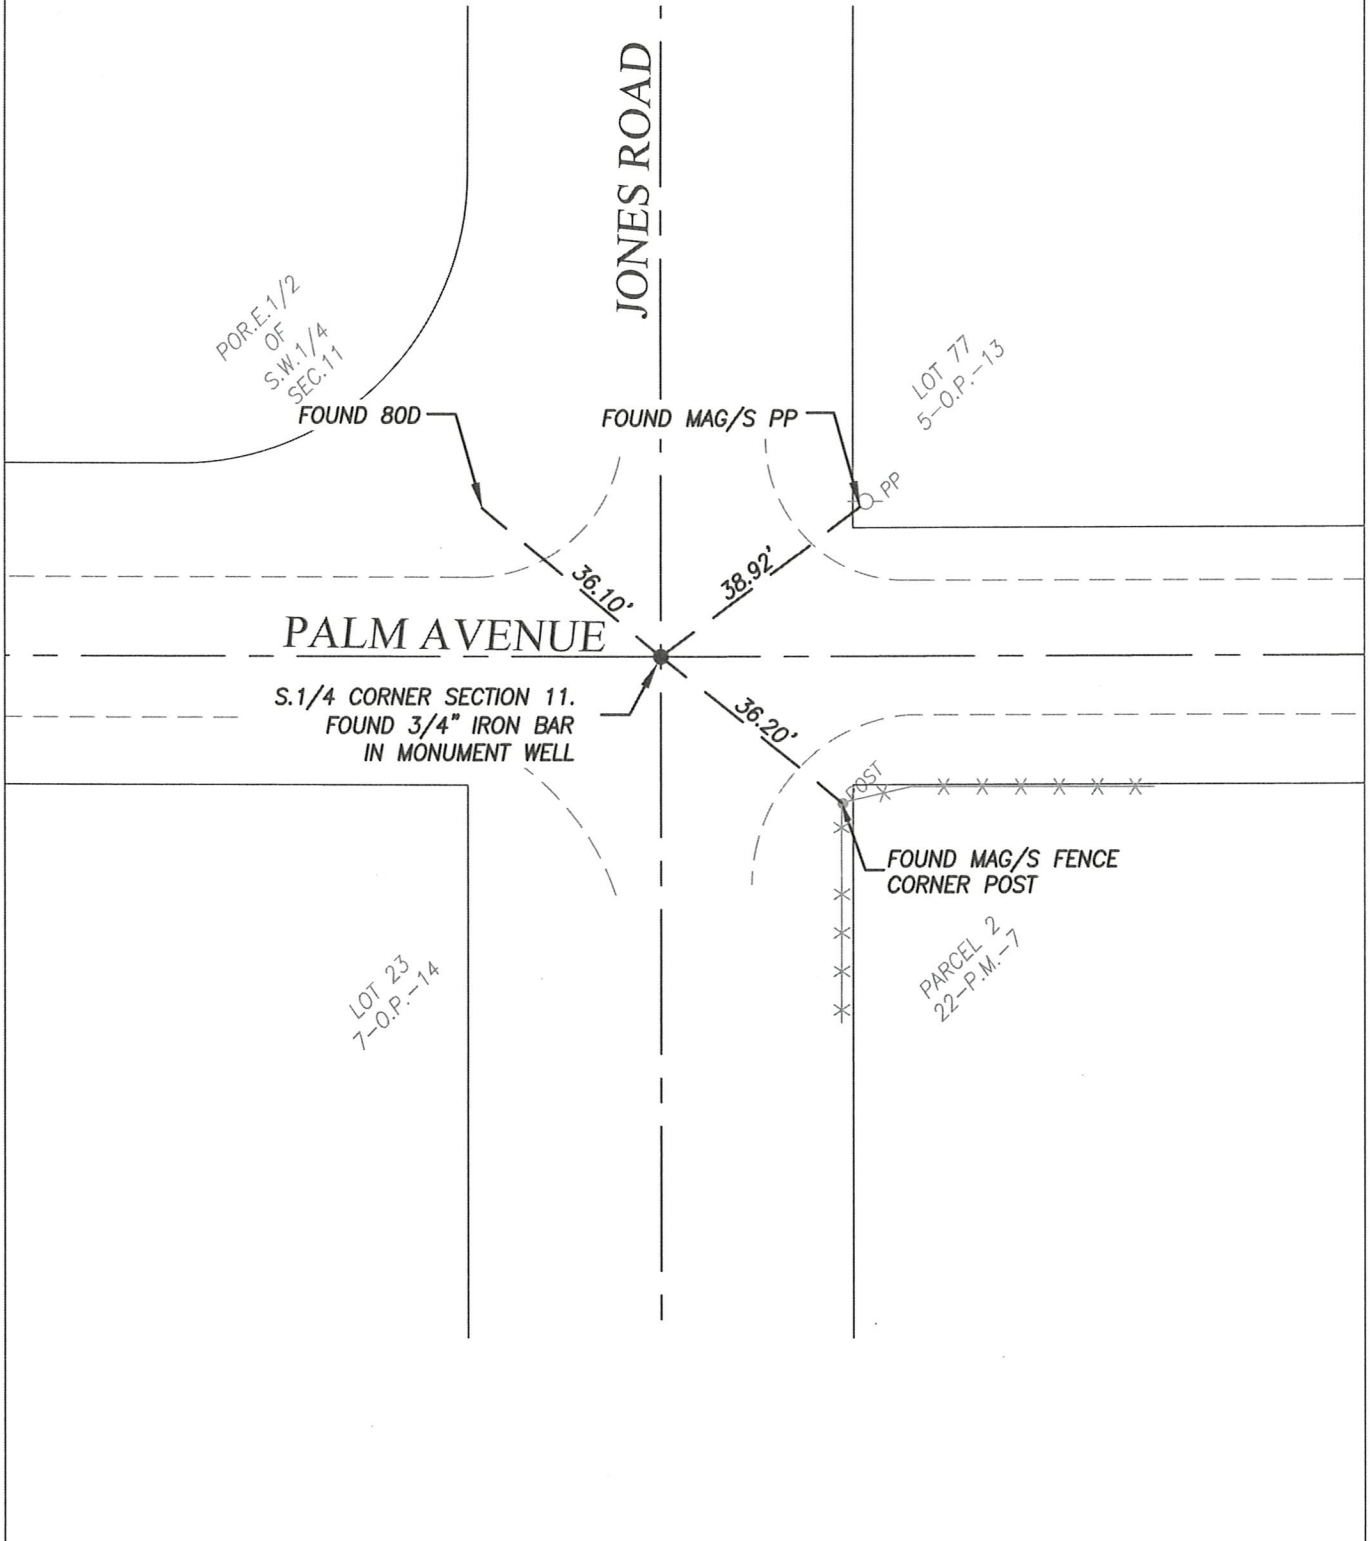 JONES ROAD
POR.E.1/2
OF
S.W.1/4
SEC.11
LOT 77
5-O.P.-13
FOUND 80D
FOUND MAG/S PP
PP
36.10'
38.92'
PALM AVENUE
S.1/4 CORNER SECTION 11.
FOUND 3/4" IRON BAR
IN MONUMENT WELL
36.20'
POST
FOUND MAG/S FENCE
CORNER POST
LOT 23
7-O.P.-14
PARCEL 2
22-P.M.-7